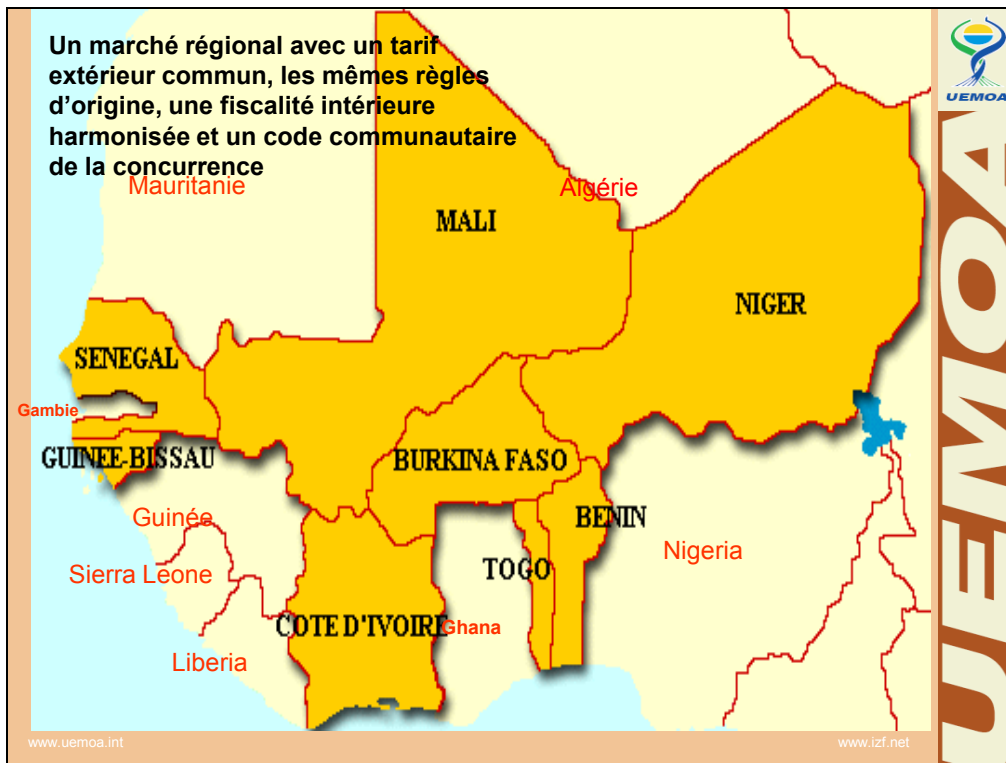 Un marché régional avec un tarif
extérieur commun, les mêmes règles
d'origine, une fiscalité intérieure
harmonisée et un code communautaire
de la concurrence
UEMOA
Mauritanie
Algérie
MALI
NIGER
SENEGAL
Gambie
GUINEE-BISSAU
BURKINA FASO
Guinée
BENIN
Nigeria
Sierra Leone
TOGO
COTE D'IVOIRE
Ghana
Liberia
UEMOA
www.uemoa.int
www.izf.net